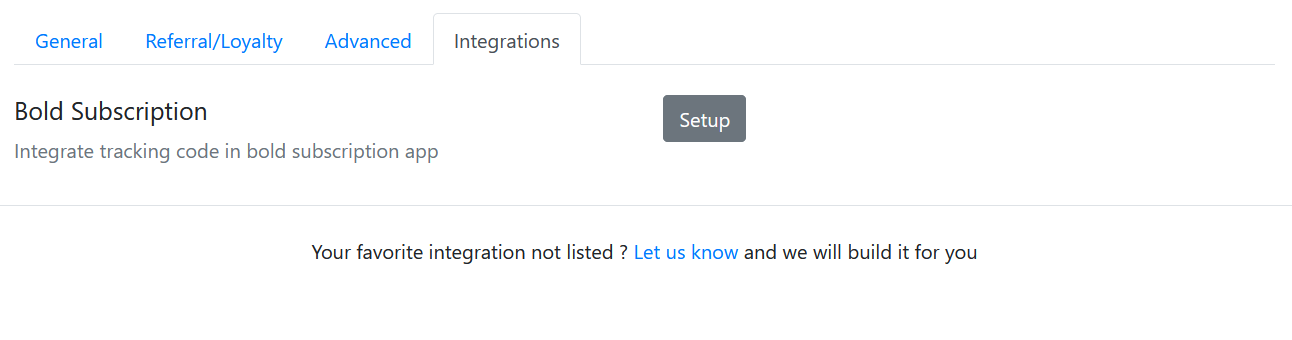 General Referral/Loyalty Advanced Integrations
Bold Subscription
Setup
Integrate tracking code in bold subscription app
Your favorite integration not listed ? Let us know and we will build it for you